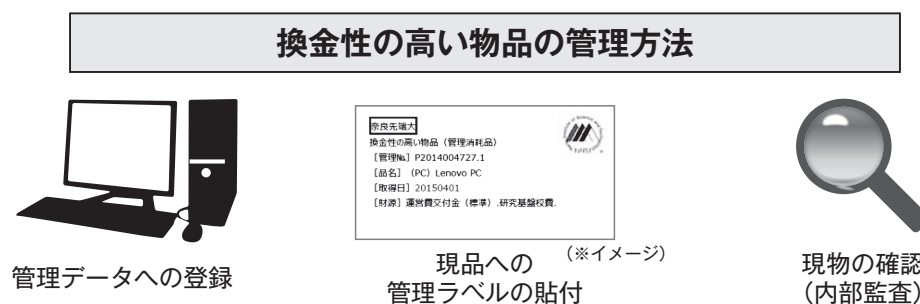 換金性の高い物品の管理方法
奈良先端大
換金性の高い物品（管理消耗品）
［管理№］P2014004727.1
［品名］（PC）Lenovo PC
［取得日］20150401
［財源］運営費交付金（標準）.研究基盤校費.
管理データへの登録
現品への
管理ラベルの貼付
（※イメージ）
現物の確認
（内部監査）